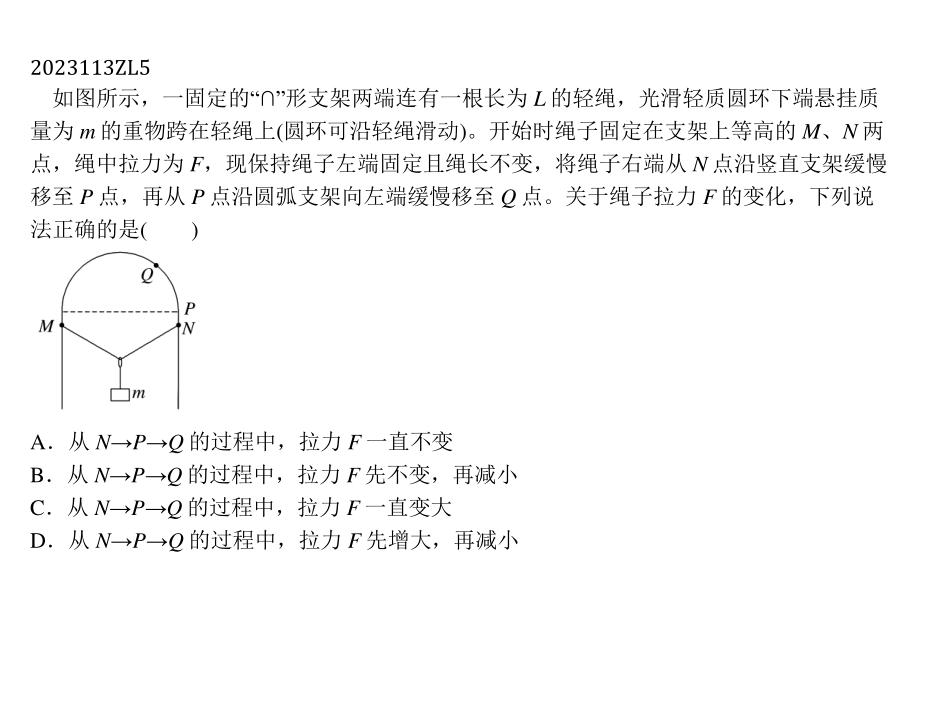 2023113ZL5
如图所示，一固定的“∩”形支架两端连有一根长为 L 的轻绳，光滑轻质圆环下端悬挂质
量为 m 的重物跨在轻绳上(圆环可沿轻绳滑动)。开始时绳子固定在支架上等高的 M、N 两
点，绳中拉力为 F，现保持绳子左端固定且绳长不变，将绳子右端从 N 点沿竖直支架缓慢
移至 P 点，再从 P 点沿圆弧支架向左端缓慢移至 Q 点。关于绳子拉力 F 的变化，下列说
法正确的是(　　)
Q
P
M
N
m
A．从 N→P→Q 的过程中，拉力 F 一直不变
B．从 N→P→Q 的过程中，拉力 F 先不变，再减小
C．从 N→P→Q 的过程中，拉力 F 一直变大
D．从 N→P→Q 的过程中，拉力 F 先增大，再减小